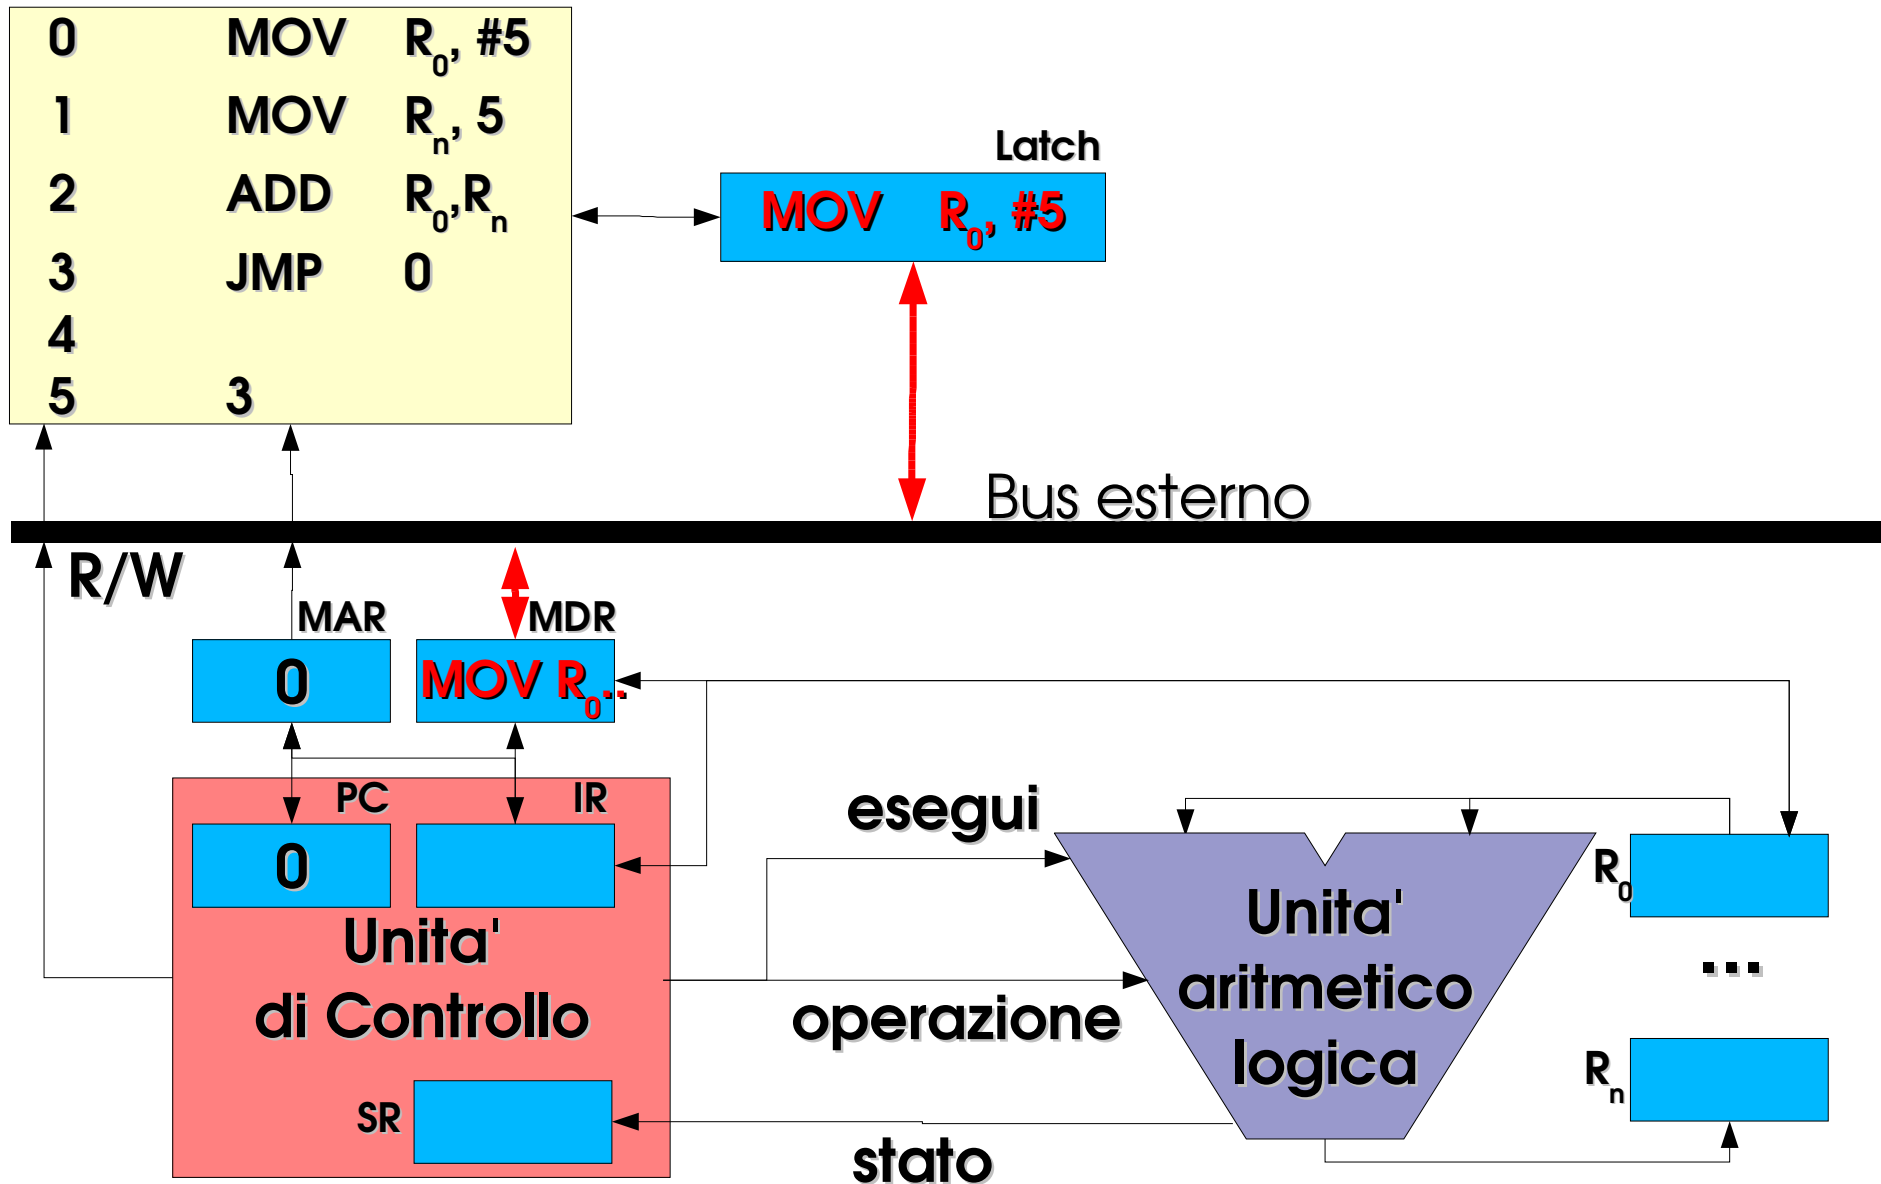 0 MOV R0, #5
1 MOV Rn, 5
2 ADD R0,Rn
3 JMP 0
4
5 3
Latch
MOV R0, #5
Bus esterno
R/W
MAR
MDR
0
MOV R0..
PC
IR
0
Unita'
di Controllo
SR
esegui
operazione
stato
Unita'
aritmetico
logica
R0
...
Rn